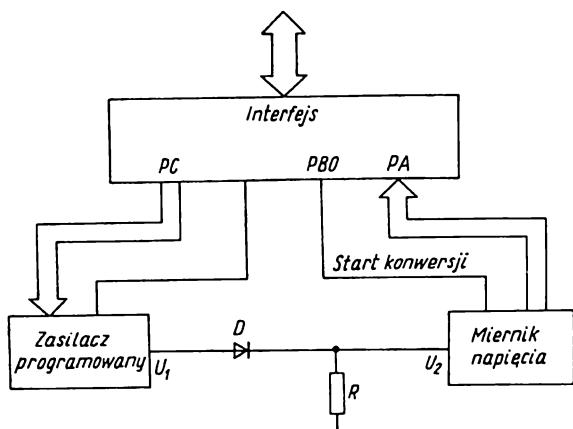 Interfejs
PC PB0 PA
Start konwersji
Zasilacz
programowany
U1
D
R
U2
Miernik
napięcia